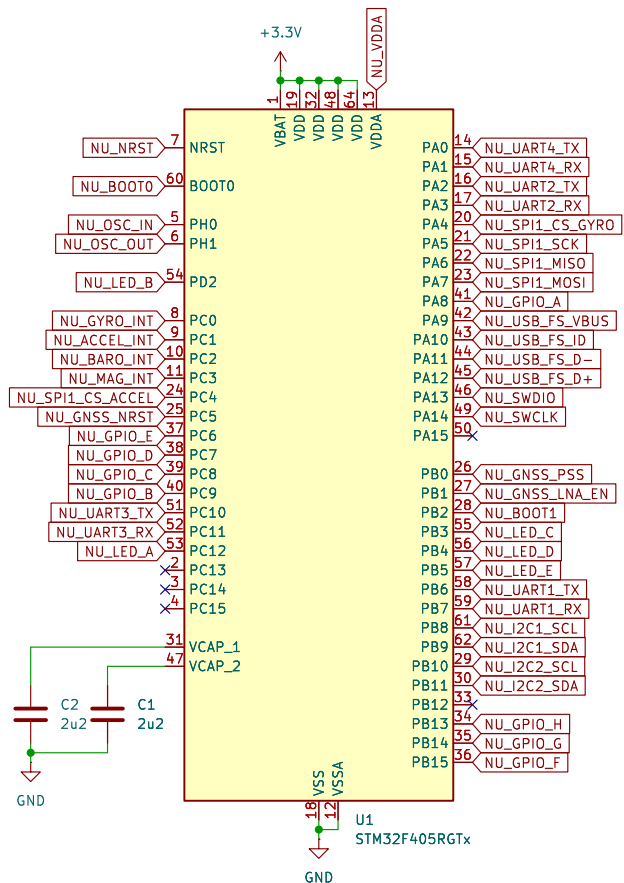 +3.3V
NU_VDDA
1 19 32 48 64 13
VBAT VDD VDD VDD VDD VDDA
NU_NRST 7 NRST PA0 14 NU_UART4_TX
PA1 15 NU_UART4_RX
NU_BOOT0 60 BOOT0 PA2 16 NU_UART2_TX
PA3 17 NU_UART2_RX
NU_OSC_IN 5 PH0 PA4 20 NU_SPI1_CS_GYRO
NU_OSC_OUT 6 PH1 PA5 21 NU_SPI1_SCK
PA6 22 NU_SPI1_MISO
NU_LED_B 54 PD2 PA7 23 NU_SPI1_MOSI
PA8 41 NU_GPIO_A
NU_GYRO_INT 8 PC0 PA9 42 NU_USB_FS_VBUS
NU_ACCEL_INT 9 PC1 PA10 43 NU_USB_FS_ID
NU_BARO_INT 10 PC2 PA11 44 NU_USB_FS_D-
NU_MAG_INT 11 PC3 PA12 45 NU_USB_FS_D+
NU_SPI1_CS_ACCEL 24 PC4 PA13 46 NU_SWDIO
NU_GNSS_NRST 25 PC5 PA14 49 NU_SWCLK
NU_GPIO_E 37 PC6 PA15 50
NU_GPIO_D 38 PC7
NU_GPIO_C 39 PC8 PB0 26 NU_GNSS_PSS
NU_GPIO_B 40 PC9 PB1 27 NU_GNSS_LNA_EN
NU_UART3_TX 51 PC10 PB2 28 NU_BOOT1
NU_UART3_RX 52 PC11 PB3 55 NU_LED_C
NU_LED_A 53 PC12 PB4 56 NU_LED_D
2 PC13 PB5 57 NU_LED_E
3 PC14 PB6 58 NU_UART1_TX
4 PC15 PB7 59 NU_UART1_RX
PB8 61 NU_I2C1_SCL
31 VCAP_1 PB9 62 NU_I2C1_SDA
47 VCAP_2 PB10 29 NU_I2C2_SCL
PB11 30 NU_I2C2_SDA
C2 C1 PB12 33
2u2 2u2 PB13 34 NU_GPIO_H
PB14 35 NU_GPIO_G
PB15 36 NU_GPIO_F
GND
VSS VSSA
18 12
U1
STM32F405RGTx
GND